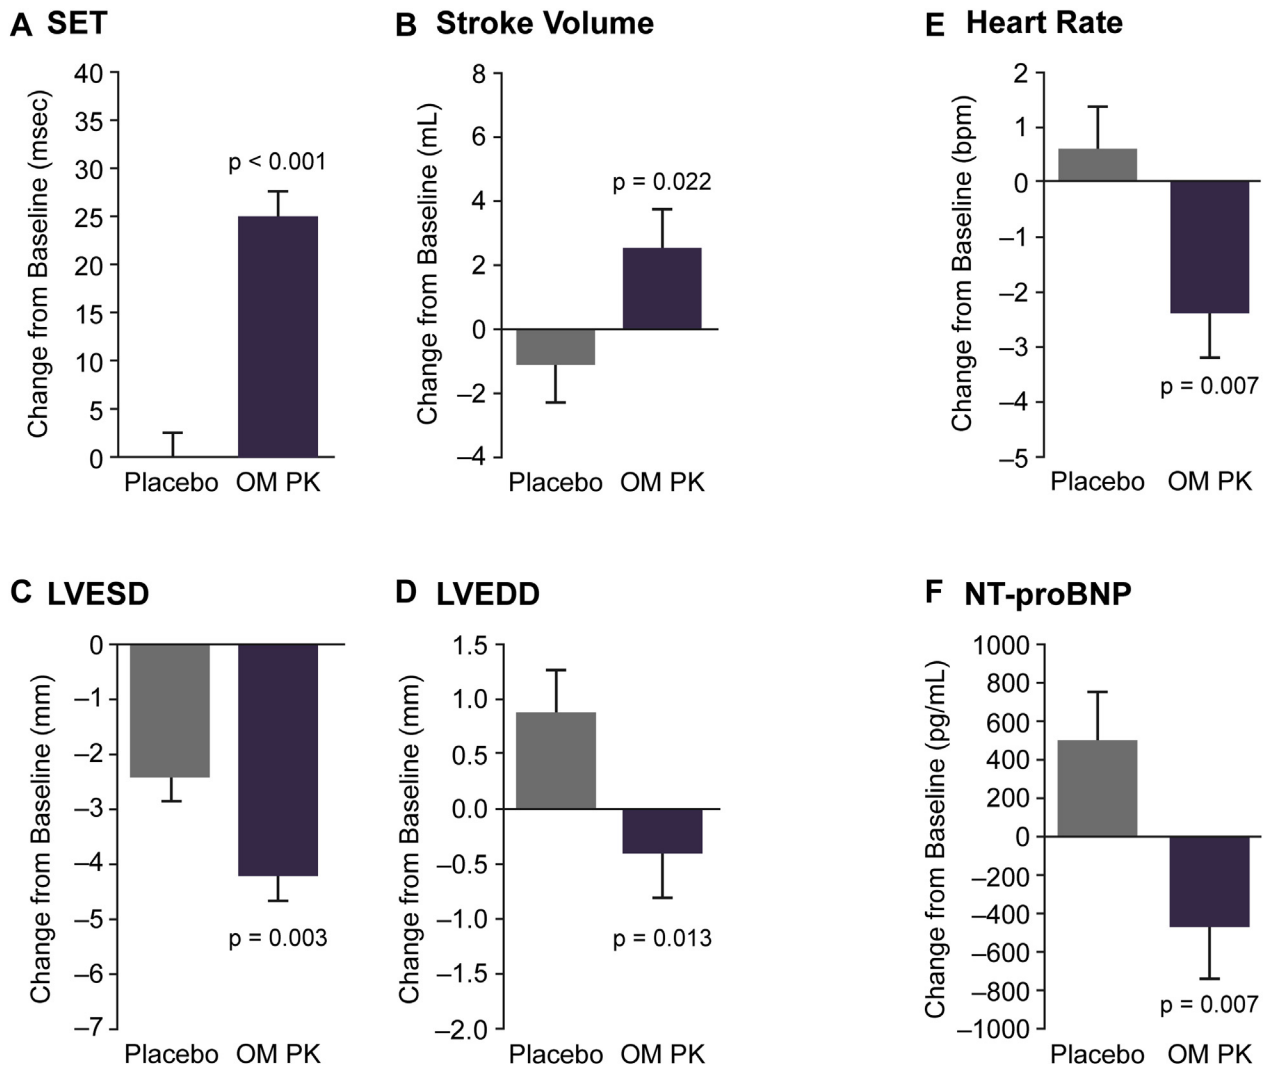 A SET
Change from Baseline (msec)
40
35
30
25
20
15
10
5
0
p < 0.001
Placebo OM PK
B Stroke Volume
Change from Baseline (mL)
8
6
4
2
0
–2
–4
p = 0.022
Placebo OM PK
E Heart Rate
Change from Baseline (bpm)
2
1
0
–1
–2
–3
–4
–5
p = 0.007
Placebo OM PK
C LVESD
Change from Baseline (mm)
0
–1
–2
–3
–4
–5
–6
–7
p = 0.003
Placebo OM PK
D LVEDD
Change from Baseline (mm)
1.5
1.0
0.5
0.0
–0.5
–1.0
–1.5
–2.0
p = 0.013
Placebo OM PK
F NT-proBNP
Change from Baseline (pg/mL)
1000
800
600
400
200
0
–200
–400
–600
–800
–1000
p = 0.007
Placebo OM PK